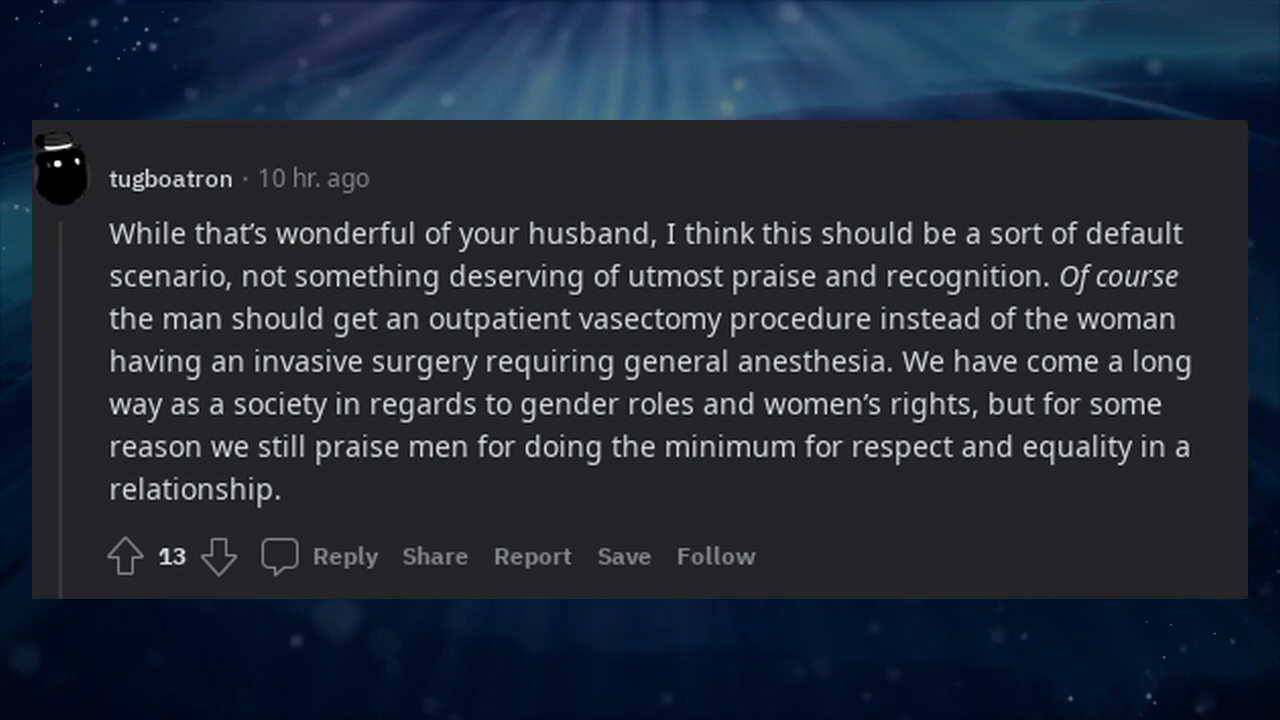 tugboatron · 10 hr. ago
While that’s wonderful of your husband, I think this should be a sort of default
scenario, not something deserving of utmost praise and recognition. Of course
the man should get an outpatient vasectomy procedure instead of the woman
having an invasive surgery requiring general anesthesia. We have come a long
way as a society in regards to gender roles and women’s rights, but for some
reason we still praise men for doing the minimum for respect and equality in a
relationship.
13 Reply Share Report Save Follow